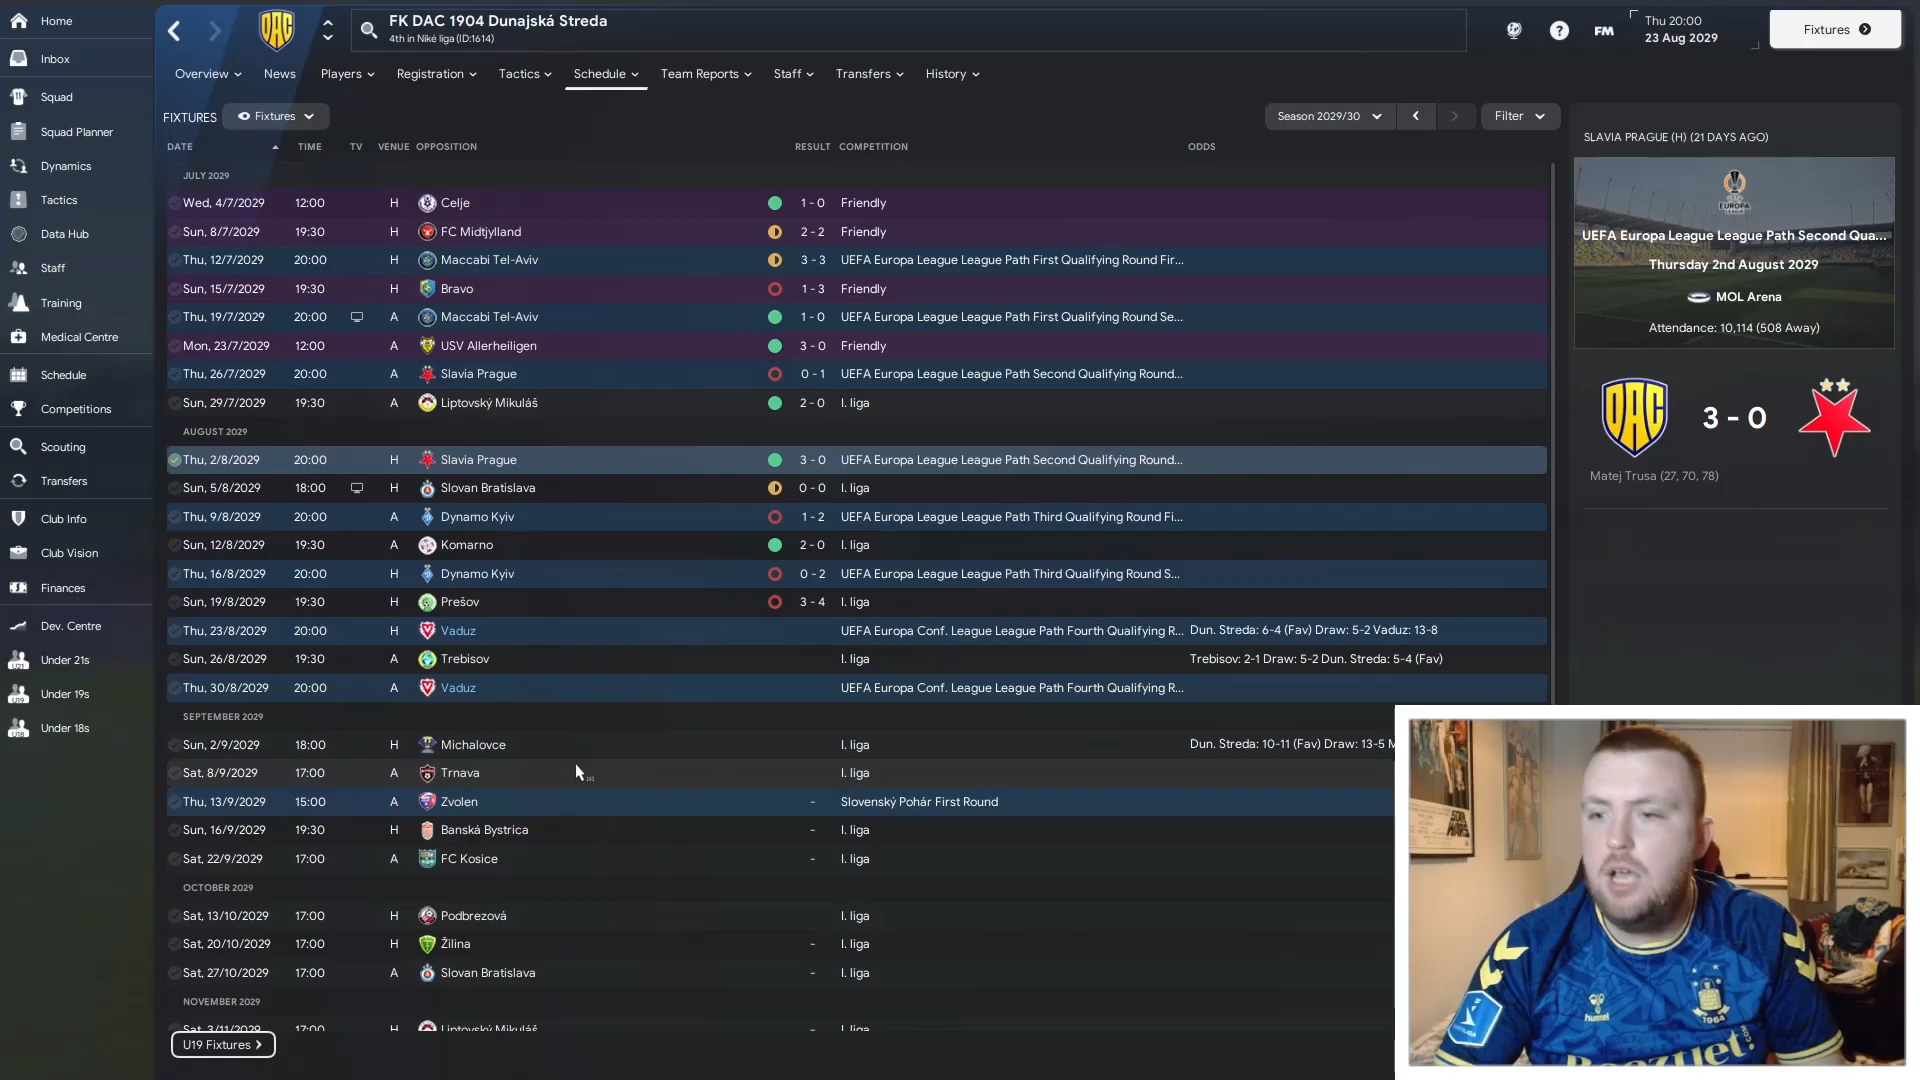 Home
Inbox
Squad
Squad Planner
Dynamics
Tactics
Data Hub
Staff
Training
Medical Centre
Schedule
Competitions
Scouting
Transfers
Club Info
Club Vision
Finances
Dev. Centre
Under 21s
Under 19s
Under 18s
FK DAC 1904 Dunajská Streda
4th in Niké liga (ID:1614)
FM
Thu 20:00
23 Aug 2029
Fixtures
Overview News Players Registration Tactics Schedule Team Reports Staff Transfers History
FIXTURES Fixtures Season 2029/30 Filter
DATE TIME TV VENUE OPPOSITION RESULT COMPETITION ODDS
JULY 2029
Wed, 4/7/2029 12:00 H Celje 1 - 0 Friendly
Sun, 8/7/2029 19:30 H FC Midtjylland 2 - 2 Friendly
Thu, 12/7/2029 20:00 H Maccabi Tel-Aviv 3 - 3 UEFA Europa League League Path First Qualifying Round Fir...
Sun, 15/7/2029 19:30 H Bravo 1 - 3 Friendly
Thu, 19/7/2029 20:00 A Maccabi Tel-Aviv 1 - 0 UEFA Europa League League Path First Qualifying Round Se...
Mon, 23/7/2029 12:00 A USV Allerheiligen 3 - 0 Friendly
Thu, 26/7/2029 20:00 A Slavia Prague 0 - 1 UEFA Europa League League Path Second Qualifying Round...
Sun, 29/7/2029 19:30 A Liptovský Mikuláš 2 - 0 I. liga
AUGUST 2029
Thu, 2/8/2029 20:00 H Slavia Prague 3 - 0 UEFA Europa League League Path Second Qualifying Round...
Sun, 5/8/2029 18:00 H Slovan Bratislava 0 - 0 I. liga
Thu, 9/8/2029 20:00 A Dynamo Kyiv 1 - 2 UEFA Europa League League Path Third Qualifying Round Fi...
Sun, 12/8/2029 19:30 A Komarno 2 - 0 I. liga
Thu, 16/8/2029 20:00 H Dynamo Kyiv 0 - 2 UEFA Europa League League Path Third Qualifying Round S...
Sun, 19/8/2029 19:30 H Prešov 3 - 4 I. liga
Thu, 23/8/2029 20:00 H Vaduz UEFA Europa Conf. League League Path Fourth Qualifying R... Dun. Streda: 6-4 (Fav) Draw: 5-2 Vaduz: 13-8
Sun, 26/8/2029 19:30 A Trebisov I. liga Trebisov: 2-1 Draw: 5-2 Dun. Streda: 5-4 (Fav)
Thu, 30/8/2029 20:00 A Vaduz UEFA Europa Conf. League League Path Fourth Qualifying R...
SEPTEMBER 2029
Sun, 2/9/2029 18:00 H Michalovce I. liga Dun. Streda: 10-11 (Fav) Draw: 13-5 M
Sat, 8/9/2029 17:00 A Trnava I. liga
Thu, 13/9/2029 15:00 A Zvolen - Slovenský Pohár First Round
Sun, 16/9/2029 19:30 H Banská Bystrica - I. liga
Sat, 22/9/2029 17:00 A FC Kosice - I. liga
OCTOBER 2029
Sat, 13/10/2029 17:00 H Podbrezová I. liga
Sat, 20/10/2029 17:00 H Žilina - I. liga
Sat, 27/10/2029 17:00 A Slovan Bratislava - I. liga
NOVEMBER 2029
Sat, 3/11/2029 17:00 H Liptovský Mikuláš - I. liga
U19 Fixtures
SLAVIA PRAGUE (H) (21 DAYS AGO)
EUROPA
UEFA Europa League League Path Second Qua...
Thursday 2nd August 2029
MOL Arena
Attendance: 10,114 (508 Away)
DAC
3 - 0
Matej Trusa (27, 70, 78)
STAR
WARS
hummel
1964